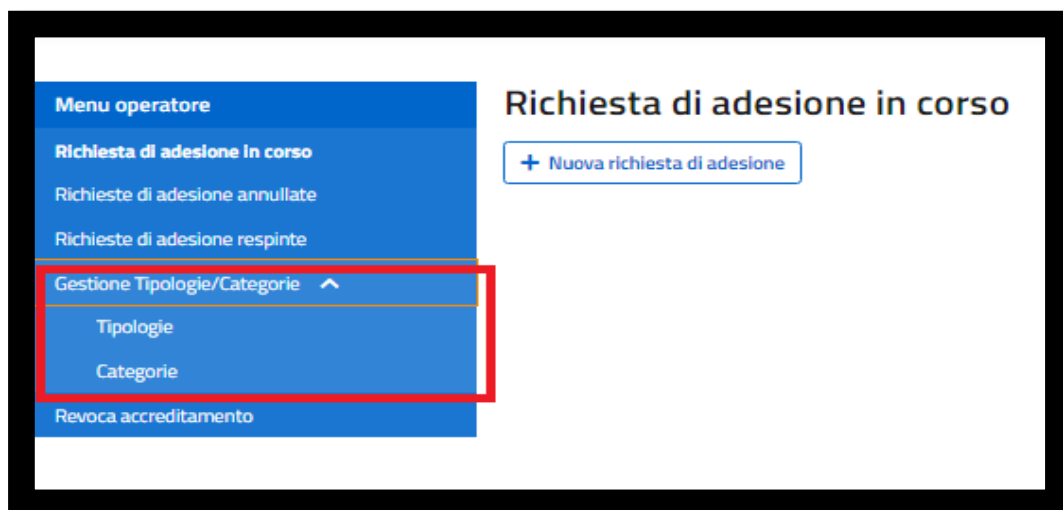 Menu operatore
Richiesta di adesione in corso
Richieste di adesione annullate
Richieste di adesione respinte
Gestione Tipologie/Categorie
Tipologie
Categorie
Revoca accreditamento
Richiesta di adesione in corso
+ Nuova richiesta di adesione